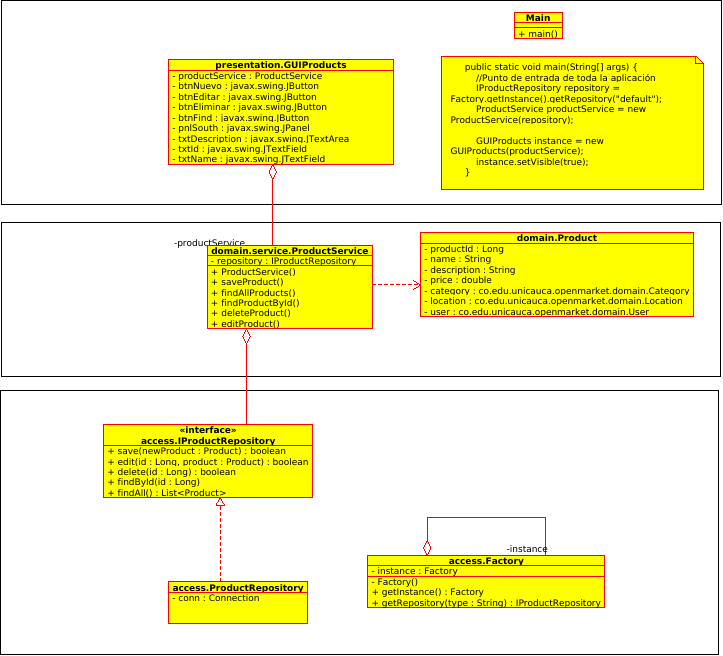 Main
+ main()
presentation.GUIProducts
- productService : ProductService
- btnNuevo : javax.swing.JButton
- btnEditar : javax.swing.JButton
- btnEliminar : javax.swing.JButton
- btnFind : javax.swing.JButton
- pnlSouth : javax.swing.JPanel
- txtDescription : javax.swing.JTextArea
- txtId : javax.swing.JTextField
- txtName : javax.swing.JTextField
public static void main(String[] args) {
//Punto de entrada de toda la aplicación
IProductRepository repository =
Factory.getInstance().getRepository("default");
ProductService productService = new
ProductService(repository);
GUIProducts instance = new
GUIProducts(productService);
instance.setVisible(true);
}
-productService
domain.service.ProductService
- repository : IProductRepository
+ ProductService()
+ saveProduct()
+ findAllProducts()
+ findProductById()
+ deleteProduct()
+ editProduct()
domain.Product
- productId : Long
- name : String
- description : String
- price : double
- category : co.edu.unicauca.openmarket.domain.Category
- location : co.edu.unicauca.openmarket.domain.Location
- user : co.edu.unicauca.openmarket.domain.User
«interface»
access.IProductRepository
+ save(newProduct : Product) : boolean
+ edit(id : Long, product : Product) : boolean
+ delete(id : Long) : boolean
+ findById(id : Long)
+ findAll() : List<Product>
access.ProductRepository
- conn : Connection
-instance
access.Factory
- instance : Factory
- Factory()
+ getInstance() : Factory
+ getRepository(type : String) : IProductRepository